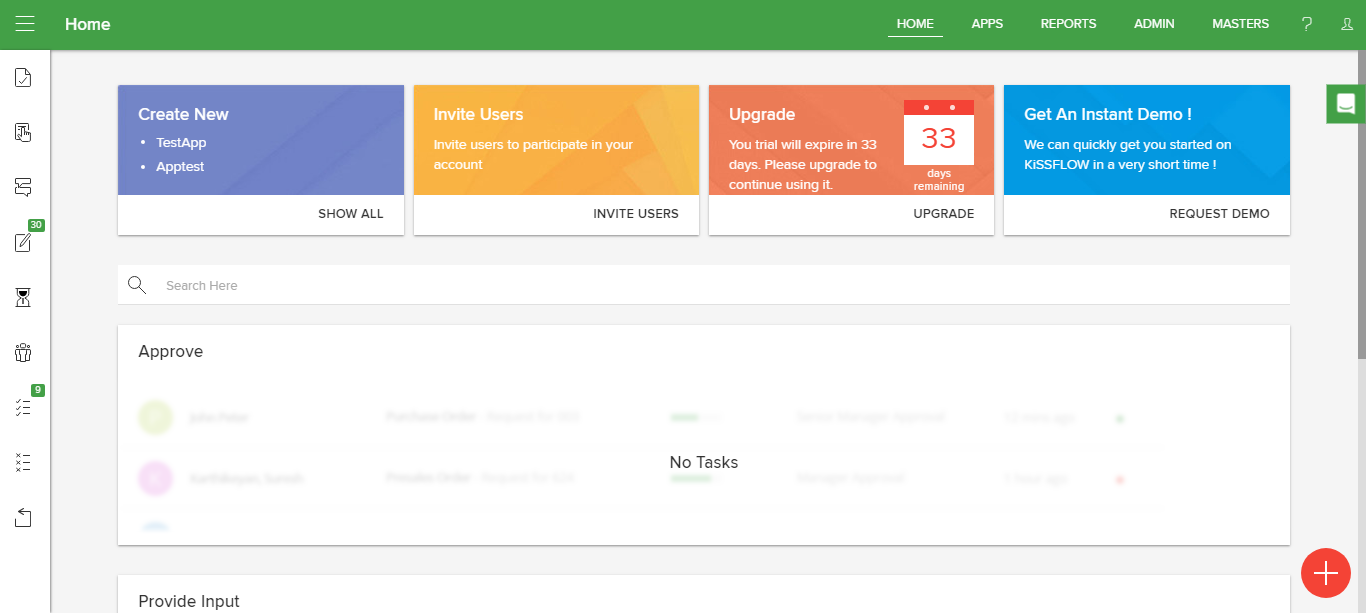 Home
HOME
APPS
REPORTS
ADMIN
MASTERS
?
30
9
Create New
TestApp
Apptest
SHOW ALL
Invite Users
Invite users to participate in your
account
INVITE USERS
Upgrade
You trial will expire in 33
days. Please upgrade to
continue using it.
33
days
remaining
UPGRADE
Get An Instant Demo !
We can quickly get you started on
KiSSFLOW in a very short time !
REQUEST DEMO
Search Here
Approve
No Tasks
Provide Input